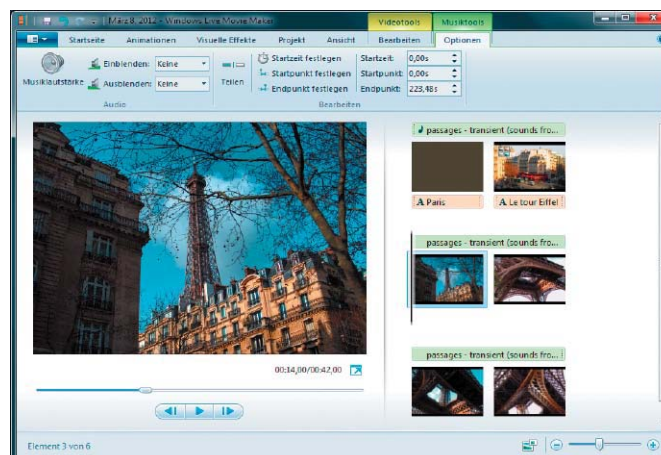 März 8, 2012 - Windows Live Movie Maker
Videotools
Musiktools
Startseite
Animationen
Visuelle Effekte
Projekt
Ansicht
Bearbeiten
Optionen
Musiklautstärke
Einblenden: Keine
Ausblenden: Keine
Audio
Teilen
Startzeit festlegen
Startpunkt festlegen
Endpunkt festlegen
Startzeit: 0,00s
Startpunkt: 0,00s
Endpunkt: 223,48s
Bearbeiten
passages - transient (sounds fro...
A Paris
A Le tour Eiffel
passages - transient (sounds fro...
passages - transient (sounds fro...
00:14,00/00:42,00
Element 3 von 6